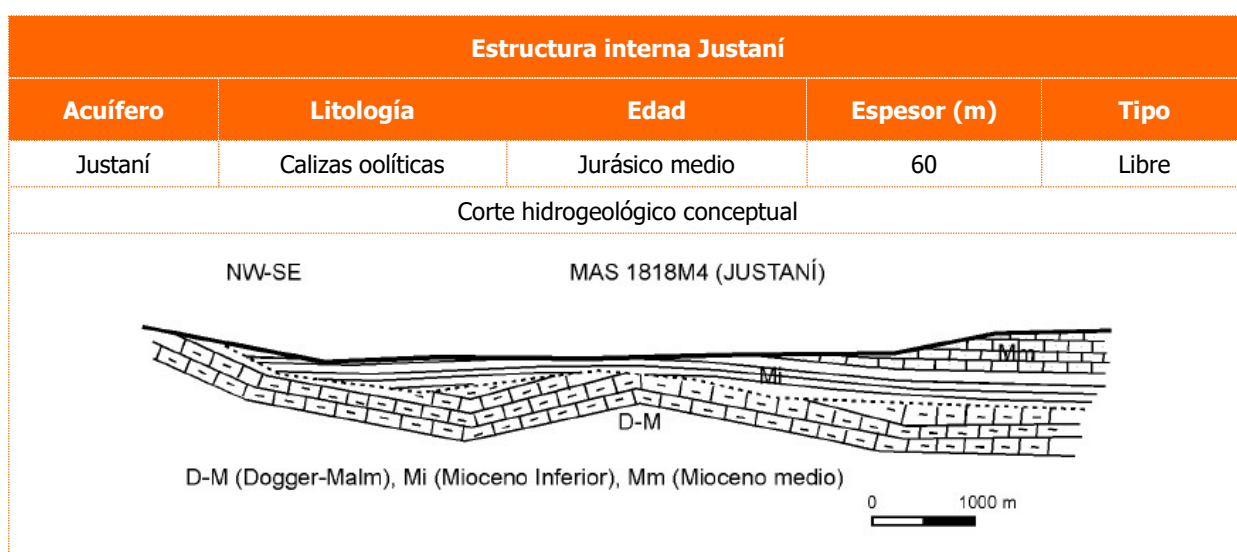 Estructura interna Justaní
Acuífero Litología Edad Espesor (m) Tipo
Justaní Calizas oolíticas Jurásico medio 60 Libre
Corte hidrogeológico conceptual
NW-SE MAS 1818M4 (JUSTANÍ)
Mm
Mi
D-M
D-M (Dogger-Malm), Mi (Mioceno Inferior), Mm (Mioceno medio)
0 1000 m